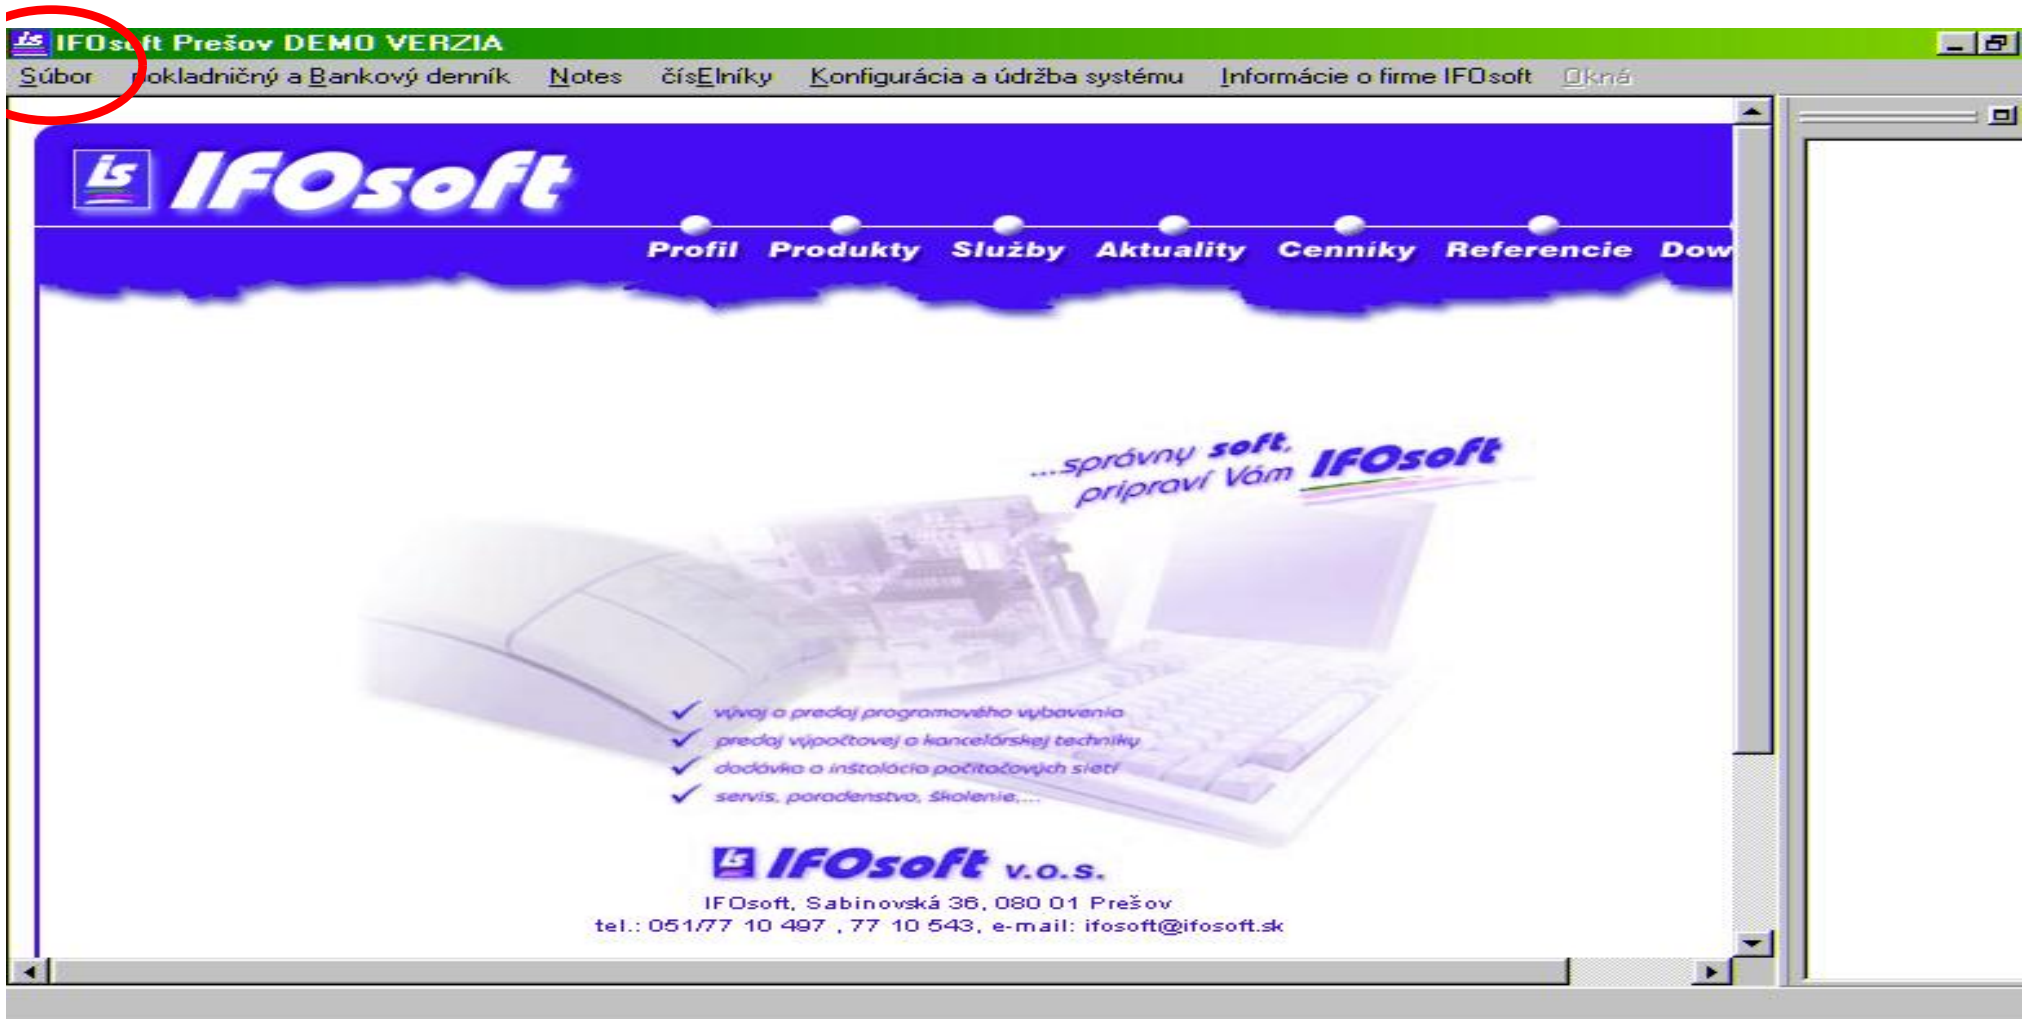 IFOsoft Prešov DEMO VERZIA
Súbor pokladničný a Bankový denník Notes čísElníky Konfigurácia a údržba systému Informácie o firme IFOsoft Okná
is IFOsoft
Profil Produkty Služby Aktuality Cenníky Referencie Dow
...správny soft,
pripraví Vám IFOsoft
vývoj a predaj programového vybavenia
predaj výpočtovej a kancelárskej techniky
dodávka a inštalácia počítačových sietí
servis, poradenstvo, školenie,...
is IFOsoft v.o.s.
IFOsoft, Sabinovská 36, 080 01 Prešov
tel.: 051/77 10 497 , 77 10 543, e-mail: ifosoft@ifosoft.sk